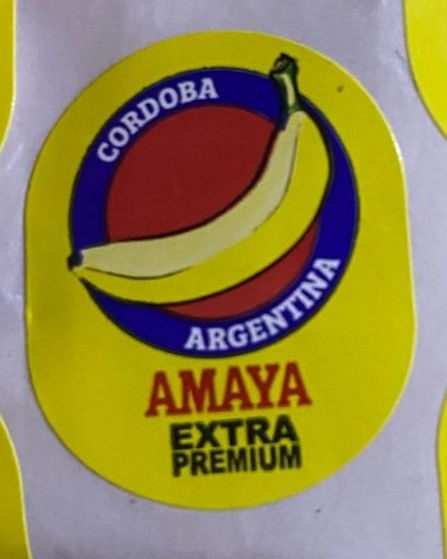 CORDOBA
ARGENTINA
AMAYA
EXTRA
PREMIUM